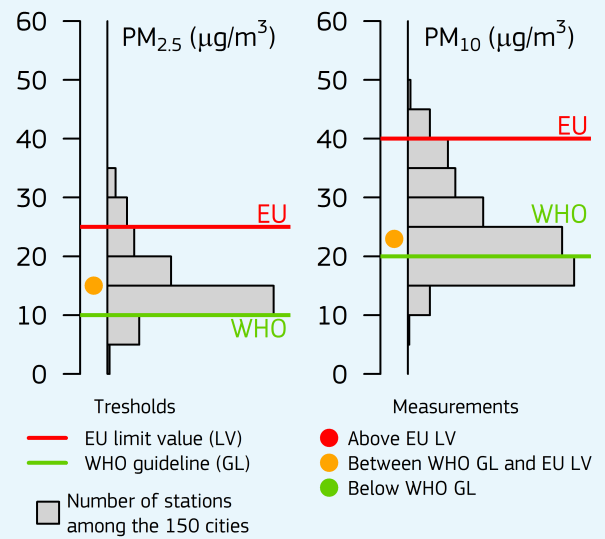 PM2.5 (μg/m³)
60
50
40
30
20
10
0
EU
WHO
PM10 (μg/m³)
60
50
40
30
20
10
0
EU
WHO
Tresholds
EU limit value (LV)
WHO guideline (GL)
Number of stations
among the 150 cities
Measurements
Above EU LV
Between WHO GL and EU LV
Below WHO GL